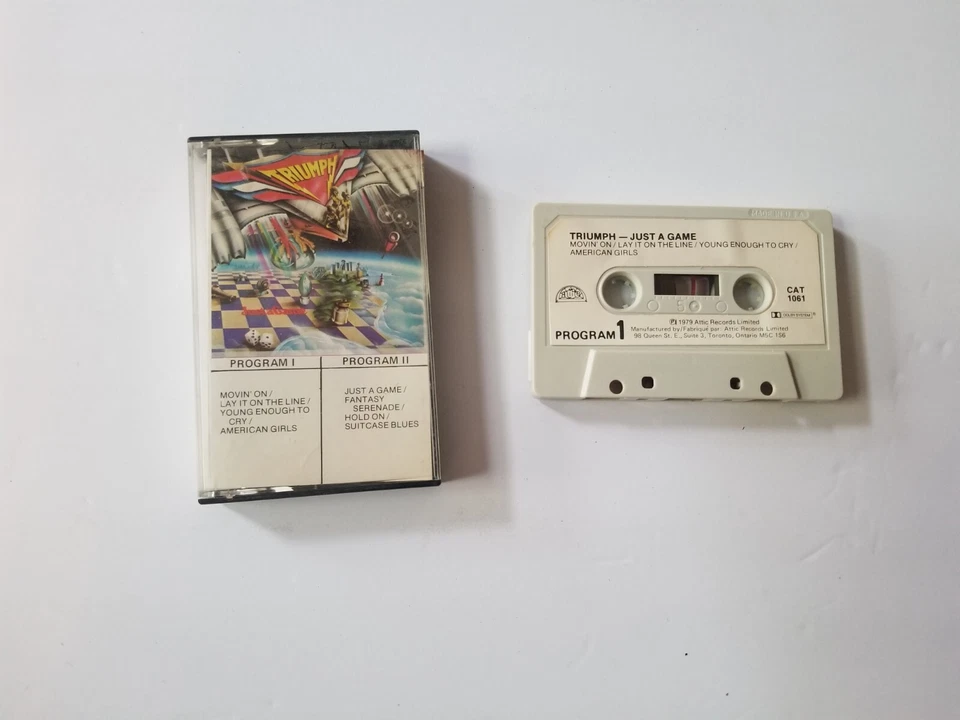 TRIUMPH
PROGRAM I
PROGRAM II
MOVIN' ON /
LAY IT ON THE LINE /
YOUNG ENOUGH TO
CRY /
AMERICAN GIRLS
JUST A GAME /
FANTASY
SERENADE /
HOLD ON /
SUITCASE BLUES
TRIUMPH — JUST A GAME
MOVIN' ON / LAY IT ON THE LINE / YOUNG ENOUGH TO CRY /
AMERICAN GIRLS
CAT
1061
5
DOLBY SYSTEM
PROGRAM 1
℗ 1979 Attic Records Limited
Manufactured by/Fabriqué par: Attic Records Limited
98 Queen St. E., Suite 3, Toronto, Ontario M5C 1S6